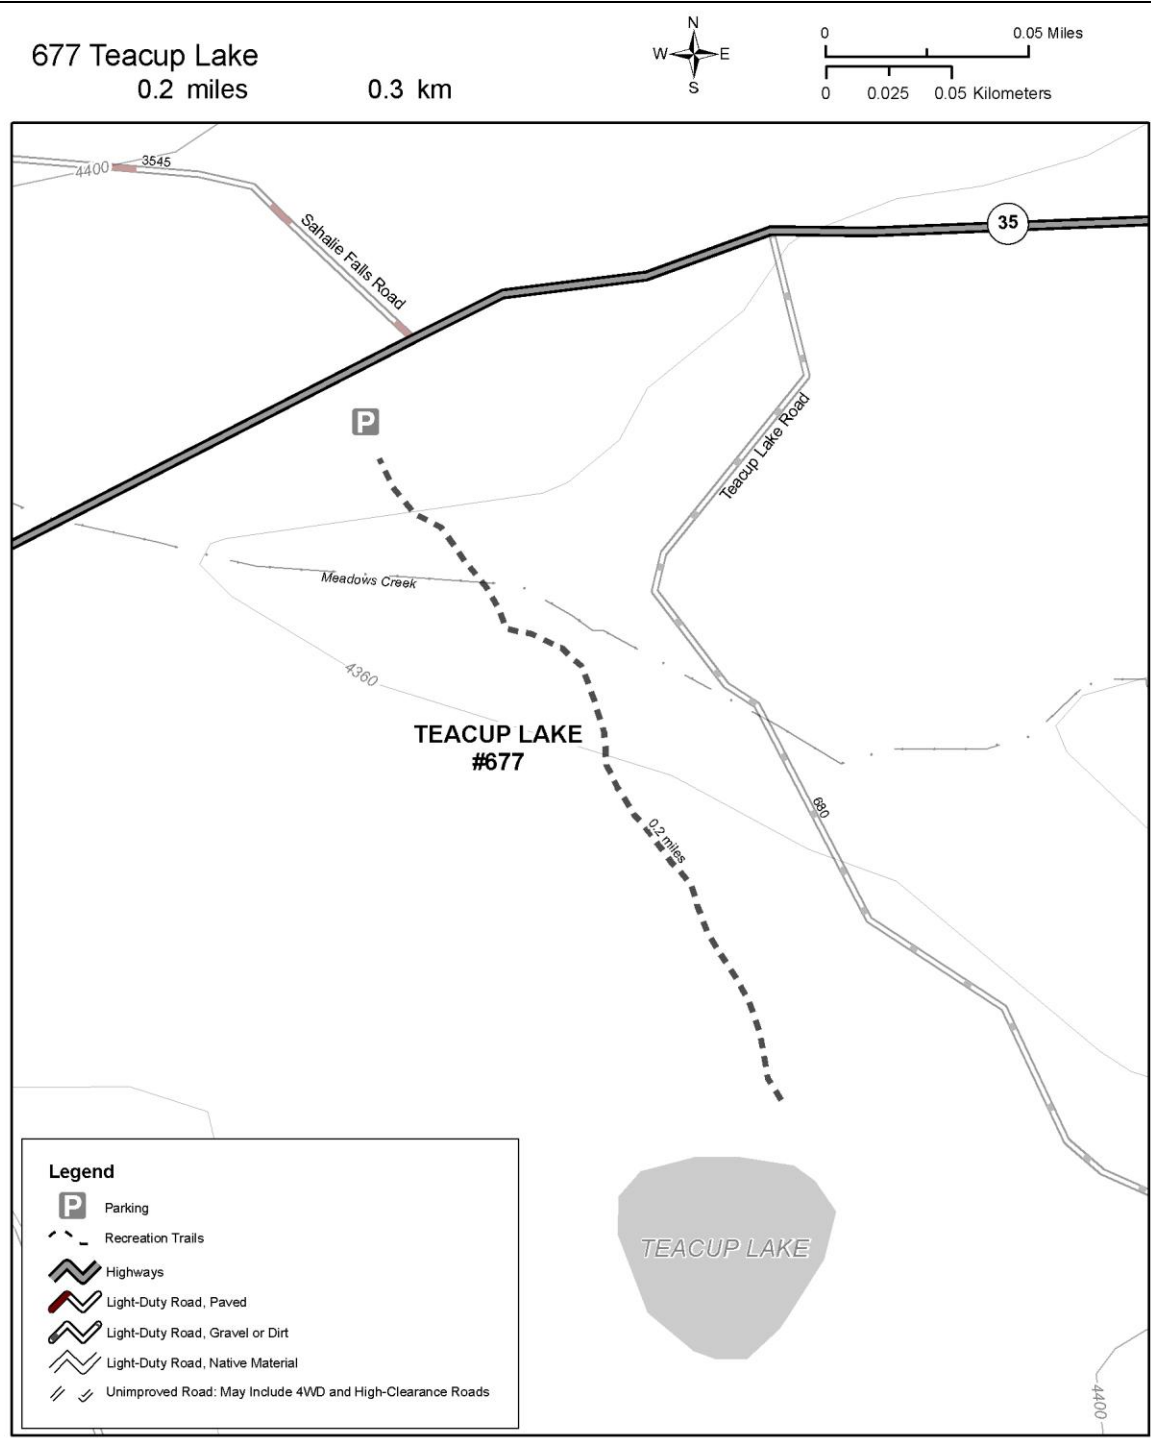 677 Teacup Lake
0.2 miles 0.3 km
N
W E
S
0 0.05 Miles
0 0.025 0.05 Kilometers
4400
3545
Sahalie Falls Road
35
P
Teacup Lake Road
Meadows Creek
4360
TEACUP LAKE
#677
680
0.2 miles
TEACUP LAKE
4400
Legend
P Parking
Recreation Trails
Highways
Light-Duty Road, Paved
Light-Duty Road, Gravel or Dirt
Light-Duty Road, Native Material
Unimproved Road: May Include 4WD and High-Clearance Roads